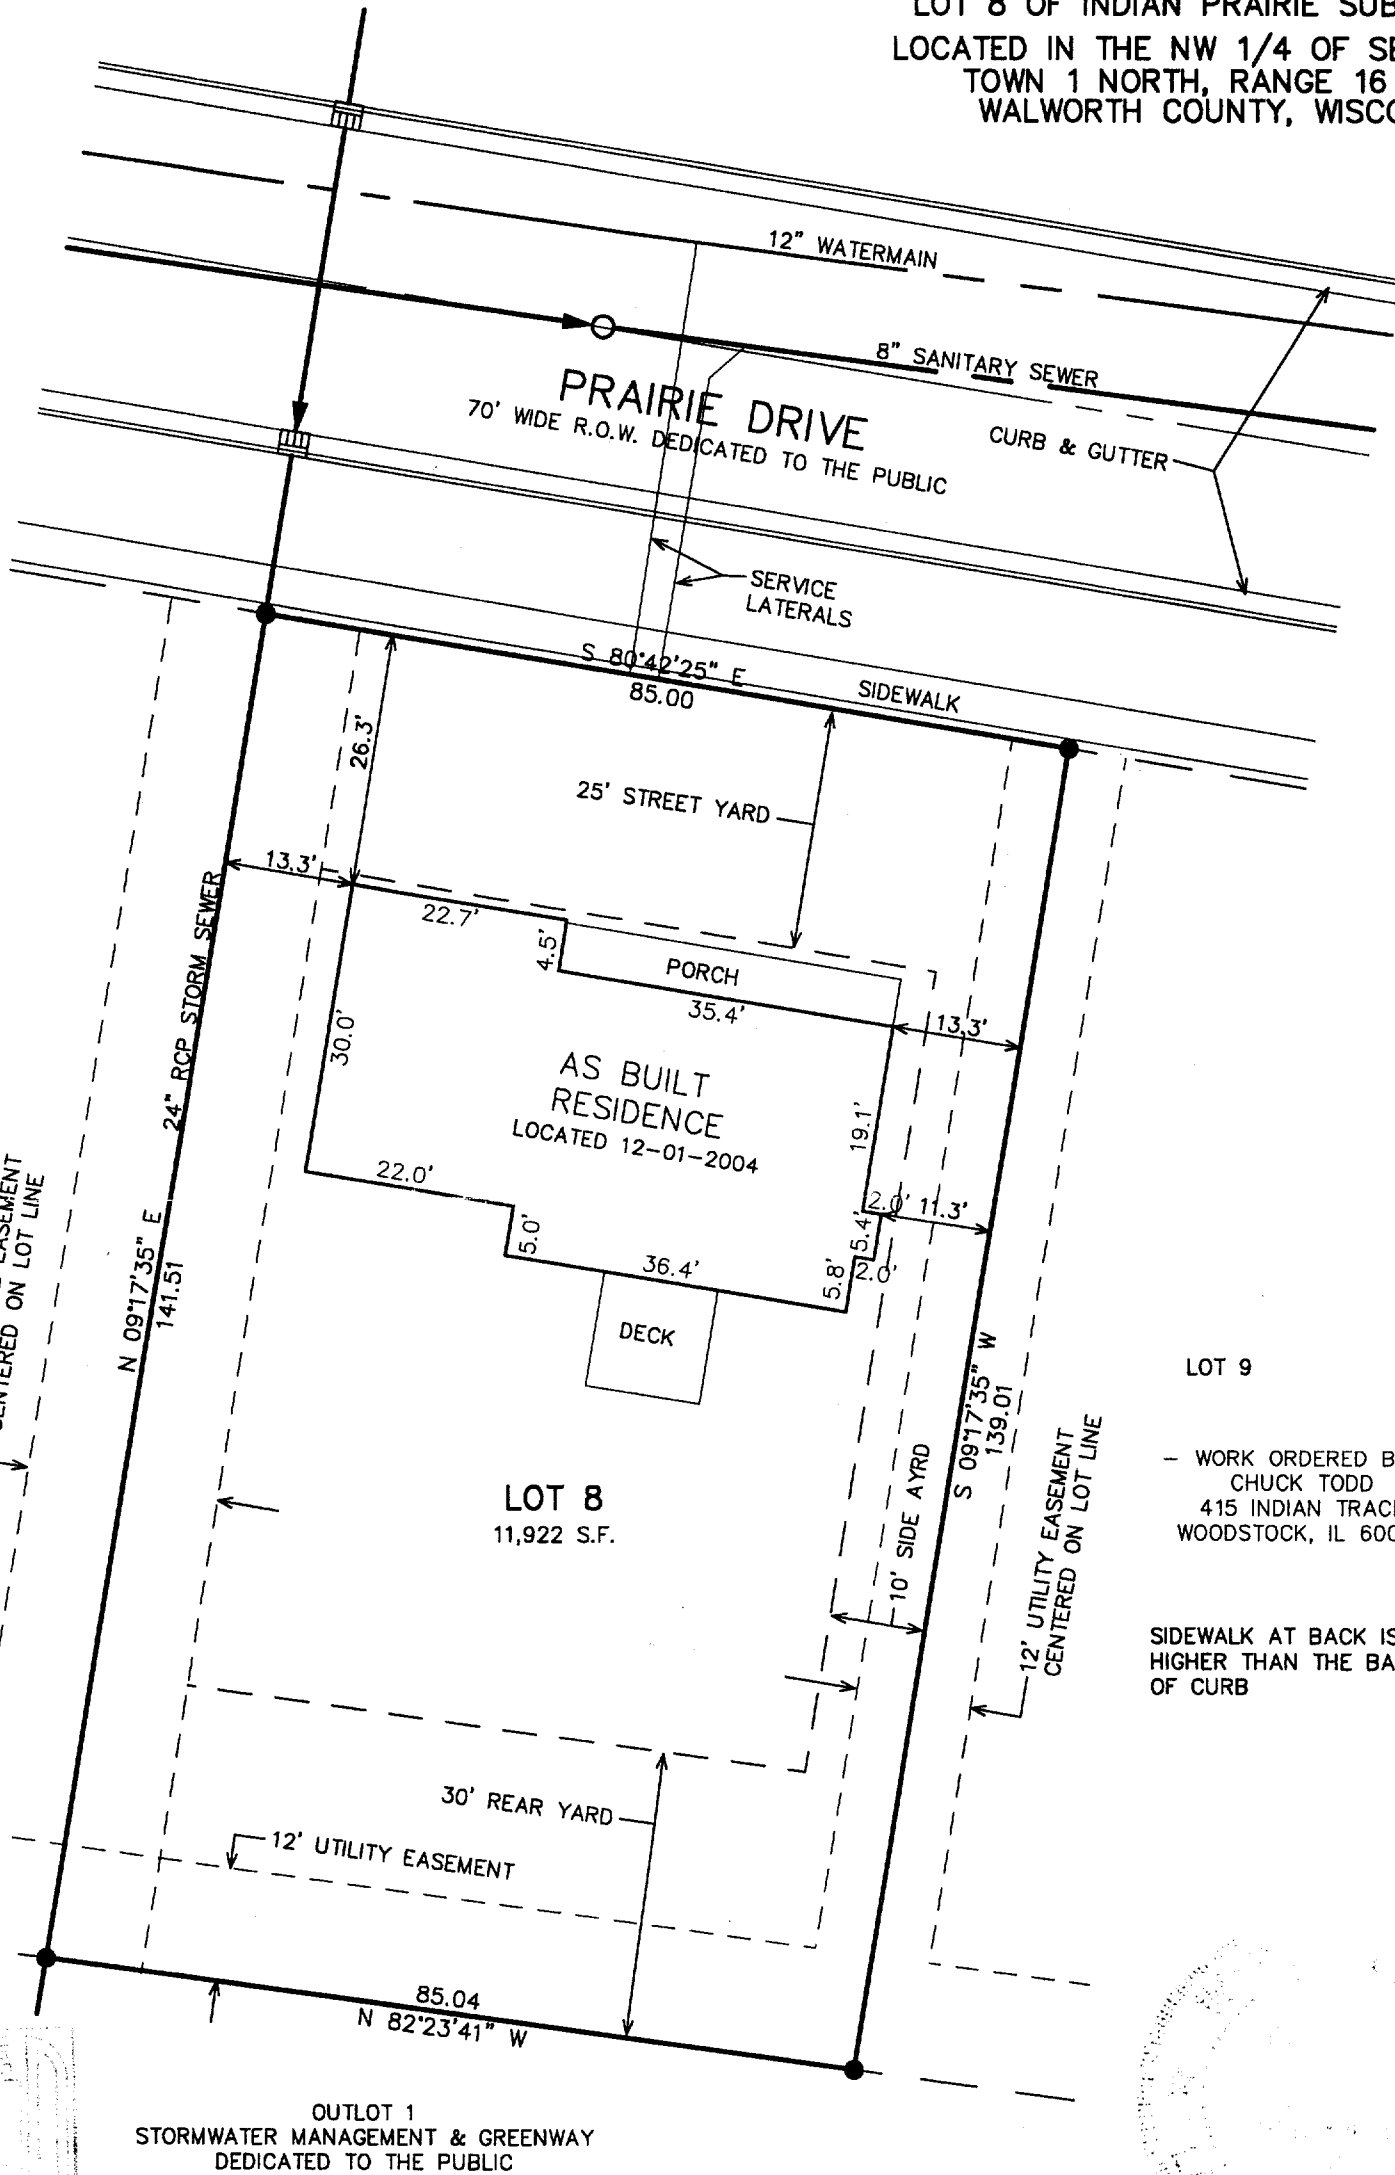 LOT 8 OF INDIAN PRAIRIE SUB
LOCATED IN THE NW 1/4 OF SE
TOWN 1 NORTH, RANGE 16
WALWORTH COUNTY, WISCO
12" WATERMAIN
8" SANITARY SEWER
PRAIRIE DRIVE
70' WIDE R.O.W. DEDICATED TO THE PUBLIC
CURB & GUTTER
SERVICE
LATERALS
S 80°42'25" E
85.00
SIDEWALK
26.3'
25' STREET YARD
13.3'
22.7'
4.5'
PORCH
35.4'
13.3'
24" RCP STORM SEWER
30.0'
AS BUILT
RESIDENCE
LOCATED 12-01-2004
19.1'
22.0'
2.0'
11.3'
5.0'
5.4'
36.4'
5.8'
2.0'
DECK
EASEMENT
CENTERED ON LOT LINE
N 09°17'35" E
141.51
S 09°17'35" W
139.01
LOT 9
LOT 8
11,922 S.F.
10' SIDE AYRD
12' UTILITY EASEMENT
CENTERED ON LOT LINE
- WORK ORDERED B
CHUCK TODD
415 INDIAN TRAC
WOODSTOCK, IL 600
SIDEWALK AT BACK IS
HIGHER THAN THE BA
OF CURB
30' REAR YARD
12' UTILITY EASEMENT
85.04
N 82°23'41" W
OUTLOT 1
STORMWATER MANAGEMENT & GREENWAY
DEDICATED TO THE PUBLIC